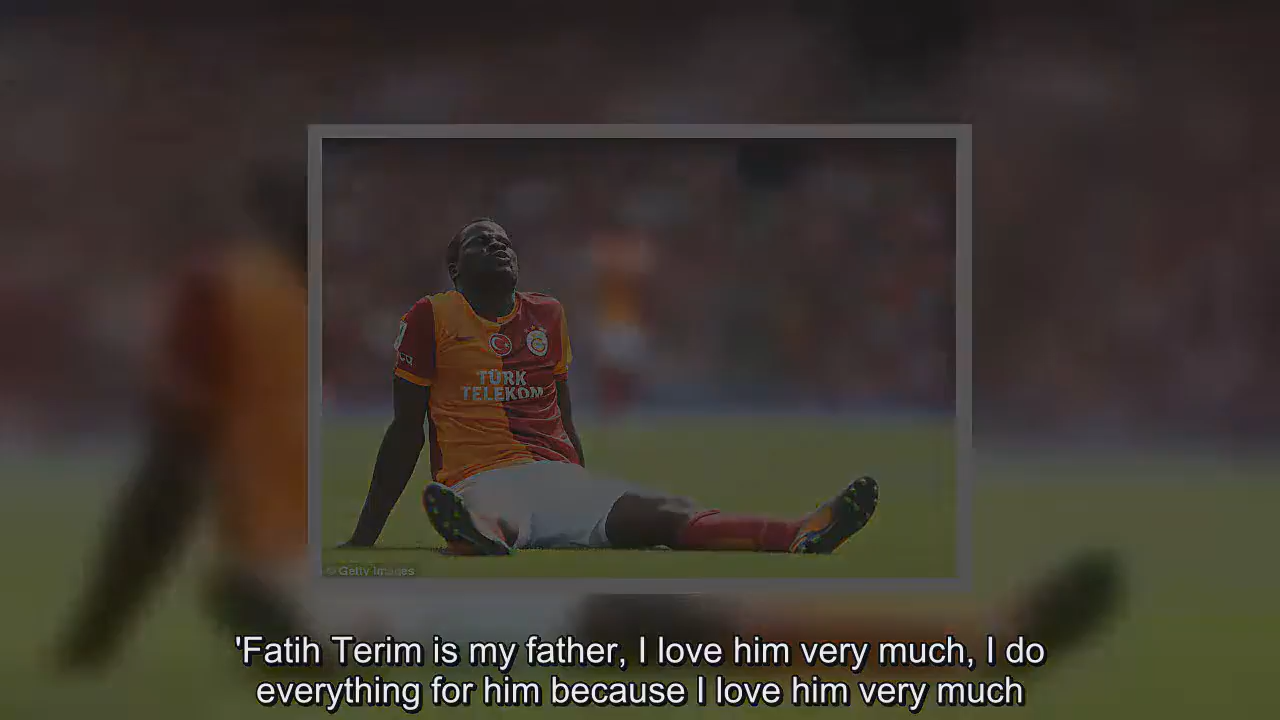 TÜRK
TELEKOM
© Getty Images
'Fatih Terim is my father, I love him very much, I do
everything for him because I love him very much